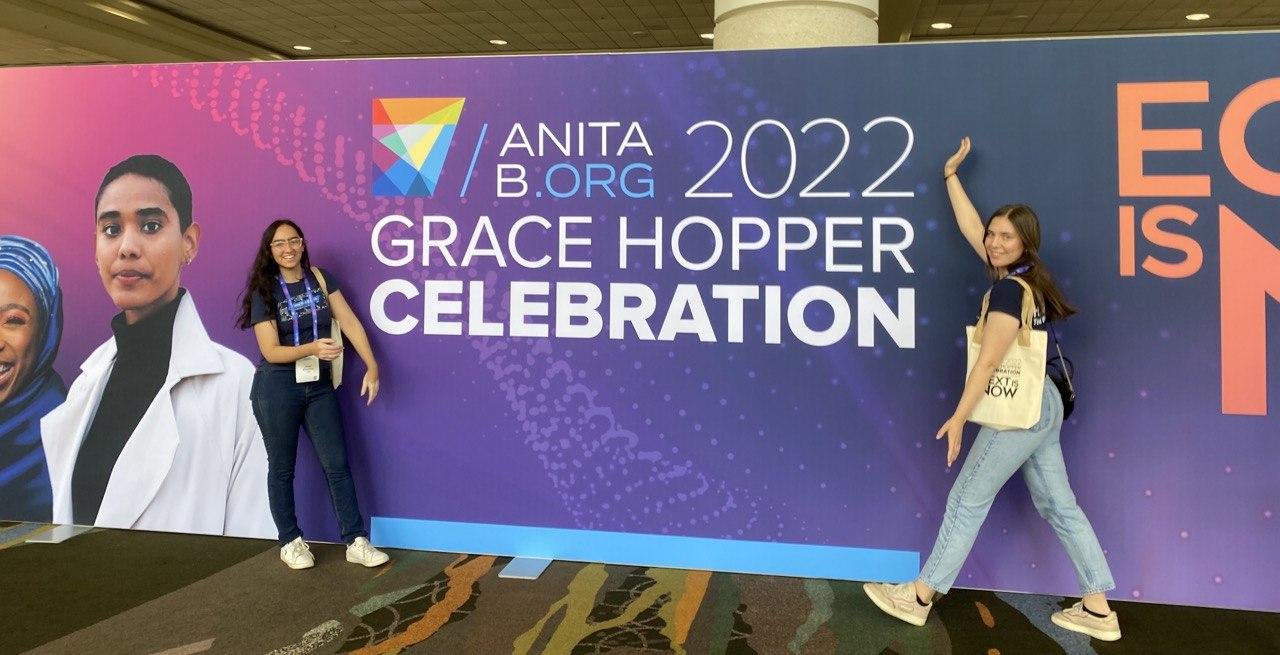 ANITA
B.ORG
2022
GRACE HOPPER
CELEBRATION
IS
NOW